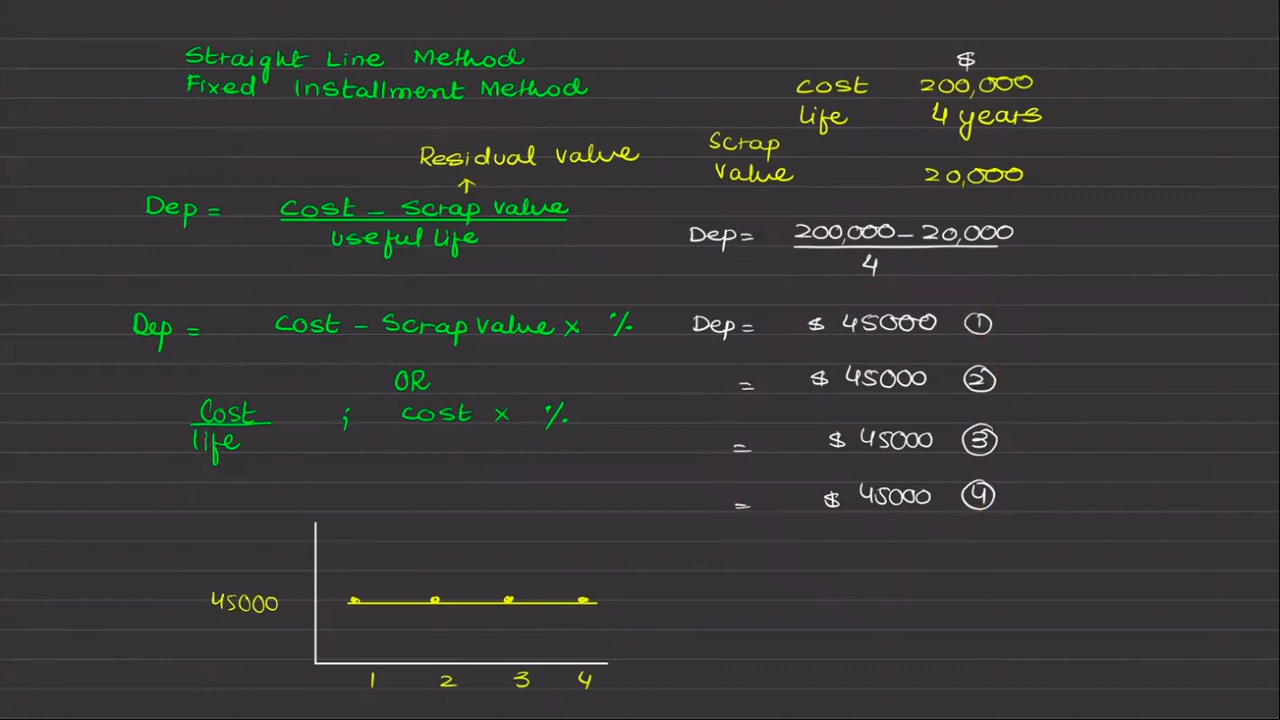 Straight Line Method
Fixed Installment Method
Residual value
↑
Dep = Cost - Scrap value
useful life
Dep = Cost - Scrap value x %
OR
Cost ; cost x %
life
45000
1 2 3 4
$
cost 200,000
life 4 years
Scrap
value 20,000
Dep = 200,000 - 20,000
4
Dep = $ 45000 ①
= $ 45000 ②
= $ 45000 ③
= $ 45000 ④